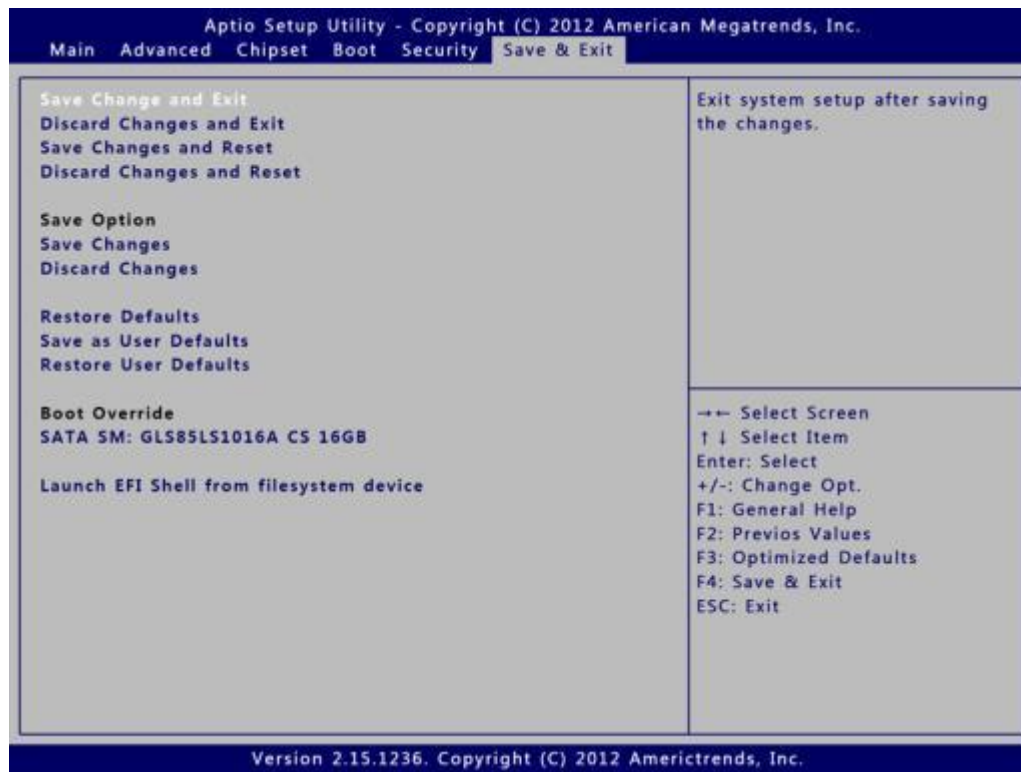 Aptio Setup Utility - Copyright (C) 2012 American Megatrends, Inc.
Main Advanced Chipset Boot Security Save & Exit
Save Change and Exit
Discard Changes and Exit
Save Changes and Reset
Discard Changes and Reset
Save Option
Save Changes
Discard Changes
Restore Defaults
Save as User Defaults
Restore User Defaults
Boot Override
SATA SM: GLS85LS1016A CS 16GB
Launch EFI Shell from filesystem device
Exit system setup after saving
the changes.
→← Select Screen
↑↓ Select Item
Enter: Select
+/-: Change Opt.
F1: General Help
F2: Previos Values
F3: Optimized Defaults
F4: Save & Exit
ESC: Exit
Version 2.15.1236. Copyright (C) 2012 Americtrends, Inc.